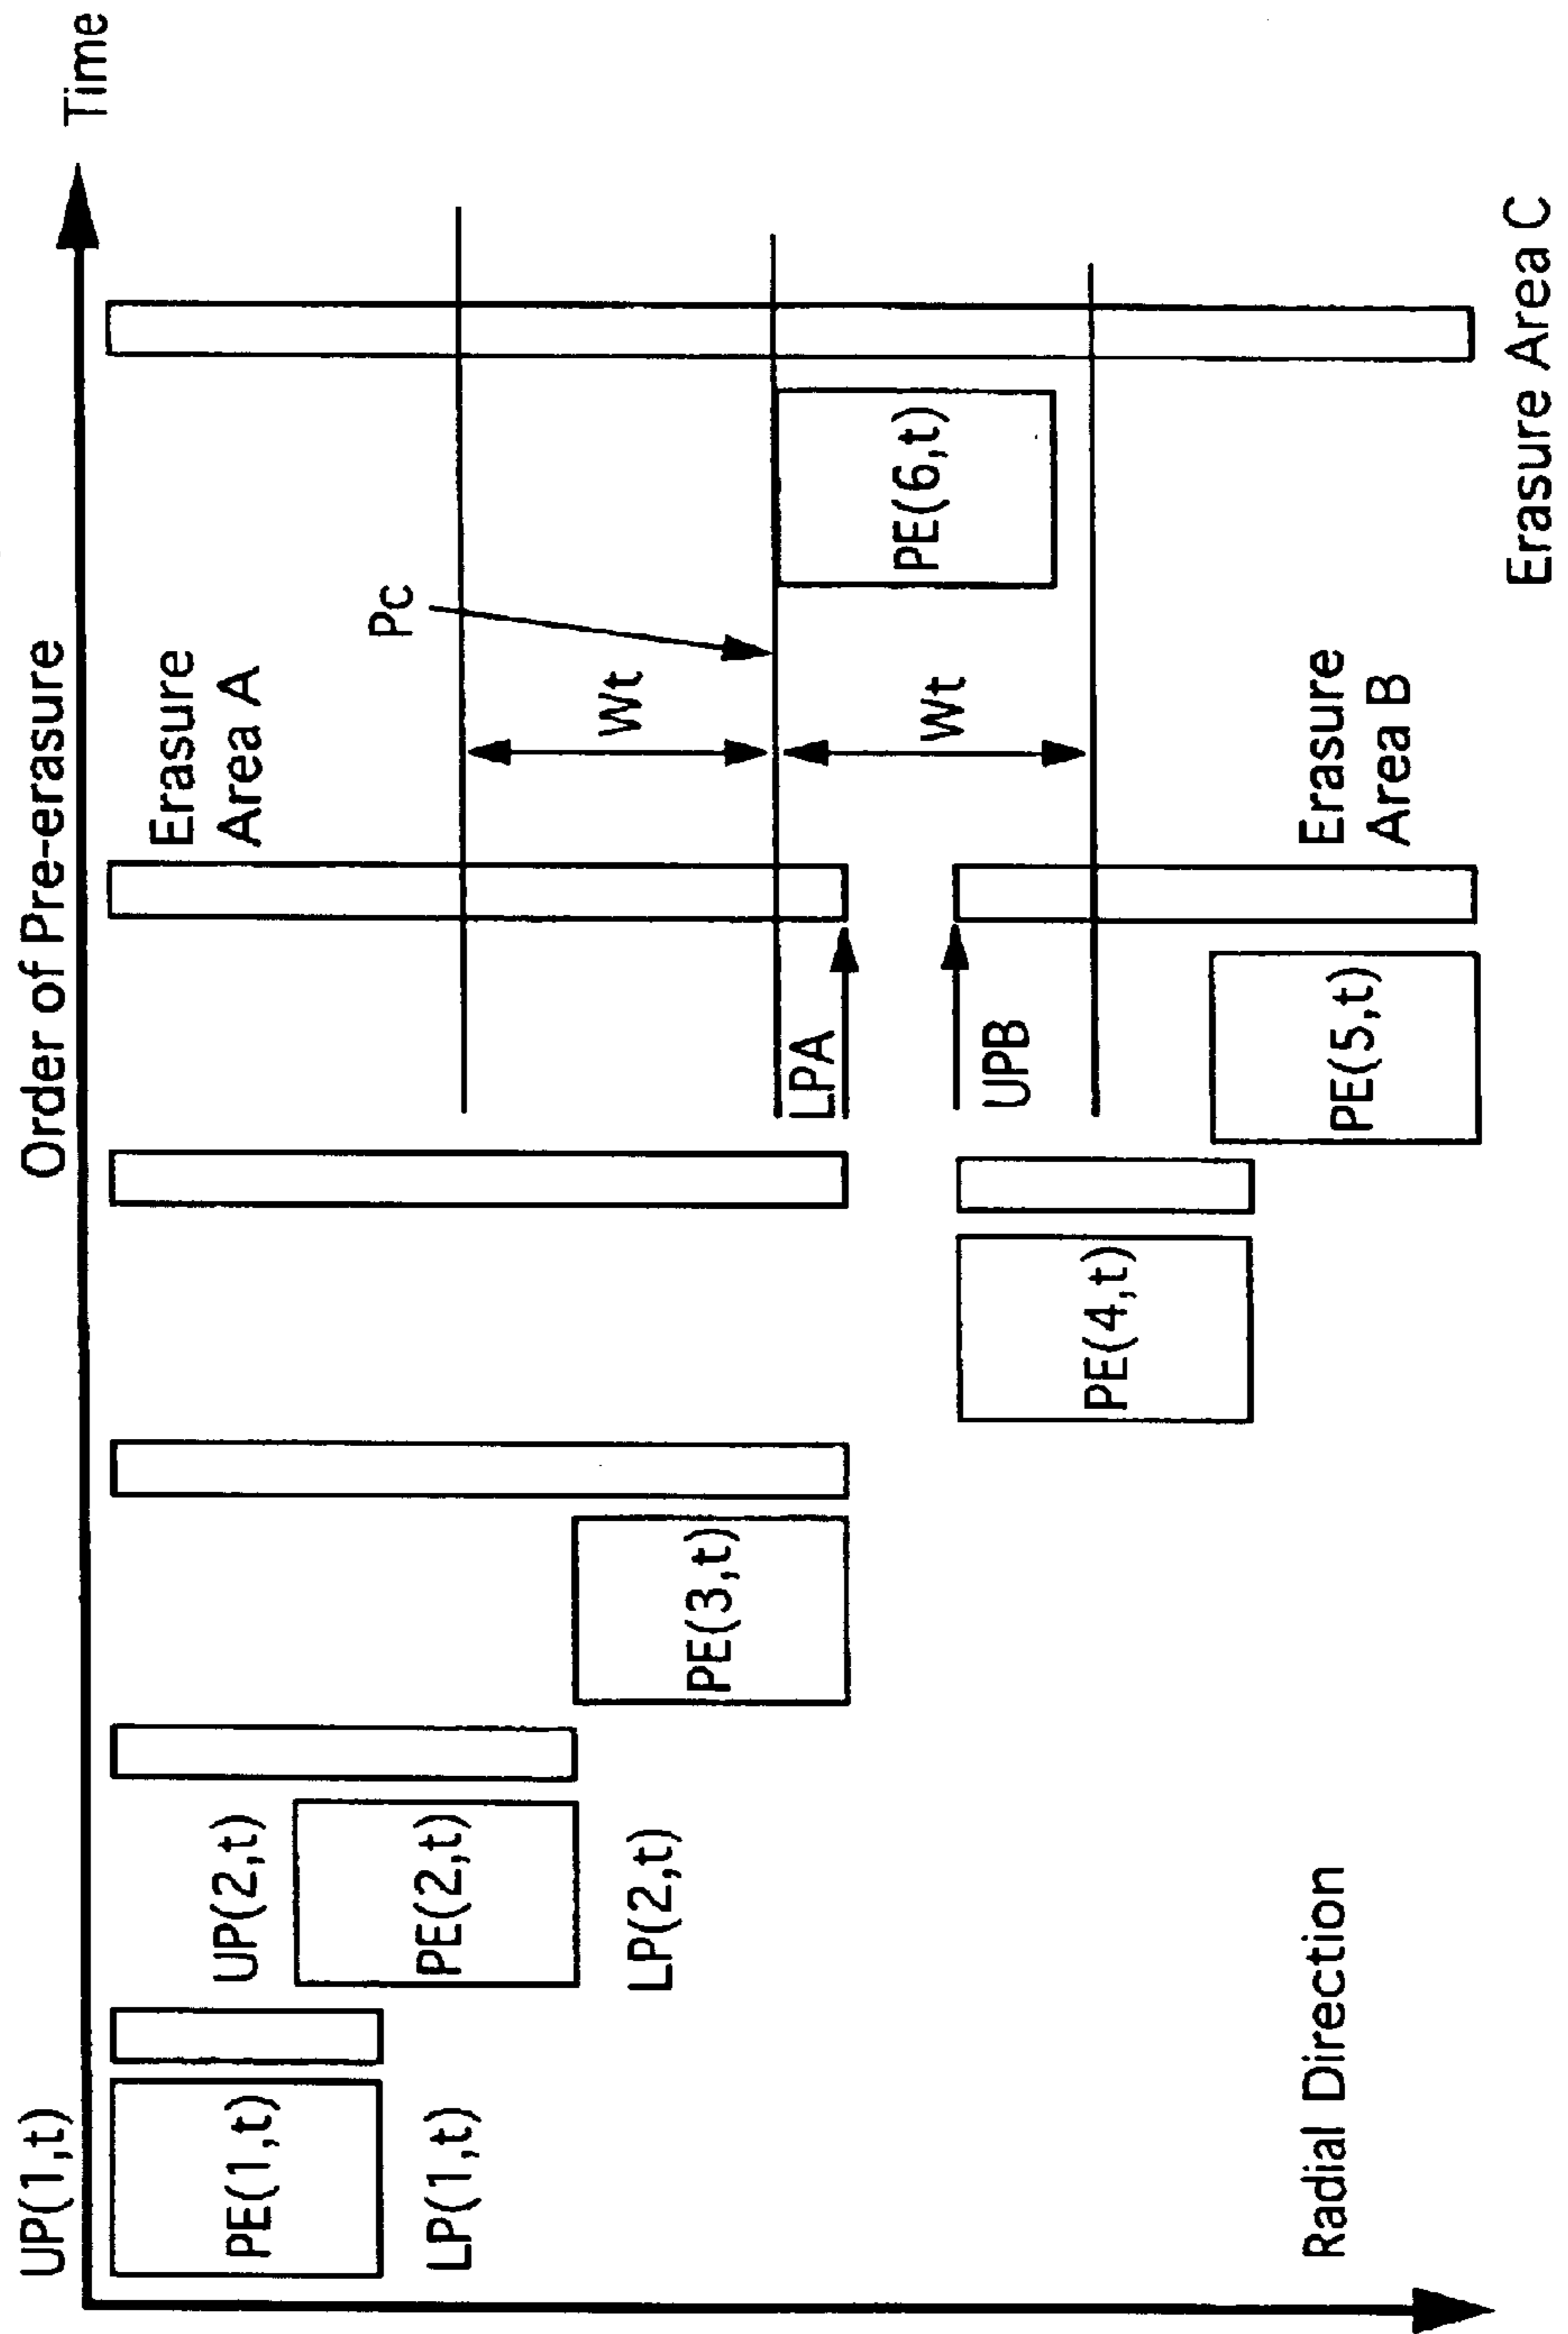 Order of Pre-erasure
Time
UP(1,t)
PE(1,t)
LP(1,t)
UP(2,t)
PE(2,t)
LP(2,t)
PE(3,t)
PE(4,t)
PE(5,t)
LPA
UPB
Erasure
Area A
Erasure
Area B
Wt
Wt
Pc
PE(6,t)
Erasure Area C
Radial Direction